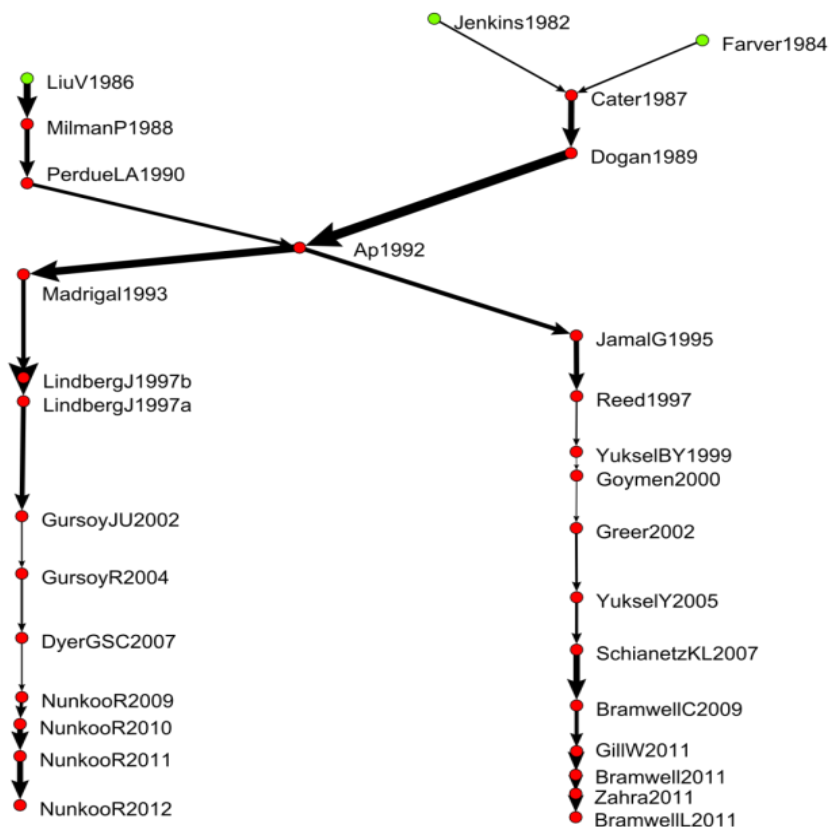 Jenkins1982
Farver1984
LiuV1986
Cater1987
MilmanP1988
Dogan1989
PerdueLA1990
Ap1992
Madrigal1993
JamalG1995
LindbergJ1997b
LindbergJ1997a
Reed1997
YukselBY1999
Goymen2000
GursoyJU2002
Greer2002
GursoyR2004
YukselY2005
DyerGSC2007
SchianetzKL2007
NunkooR2009
BramwellC2009
NunkooR2010
GillW2011
NunkooR2011
Bramwell2011
Zahra2011
NunkooR2012
BramwellL2011